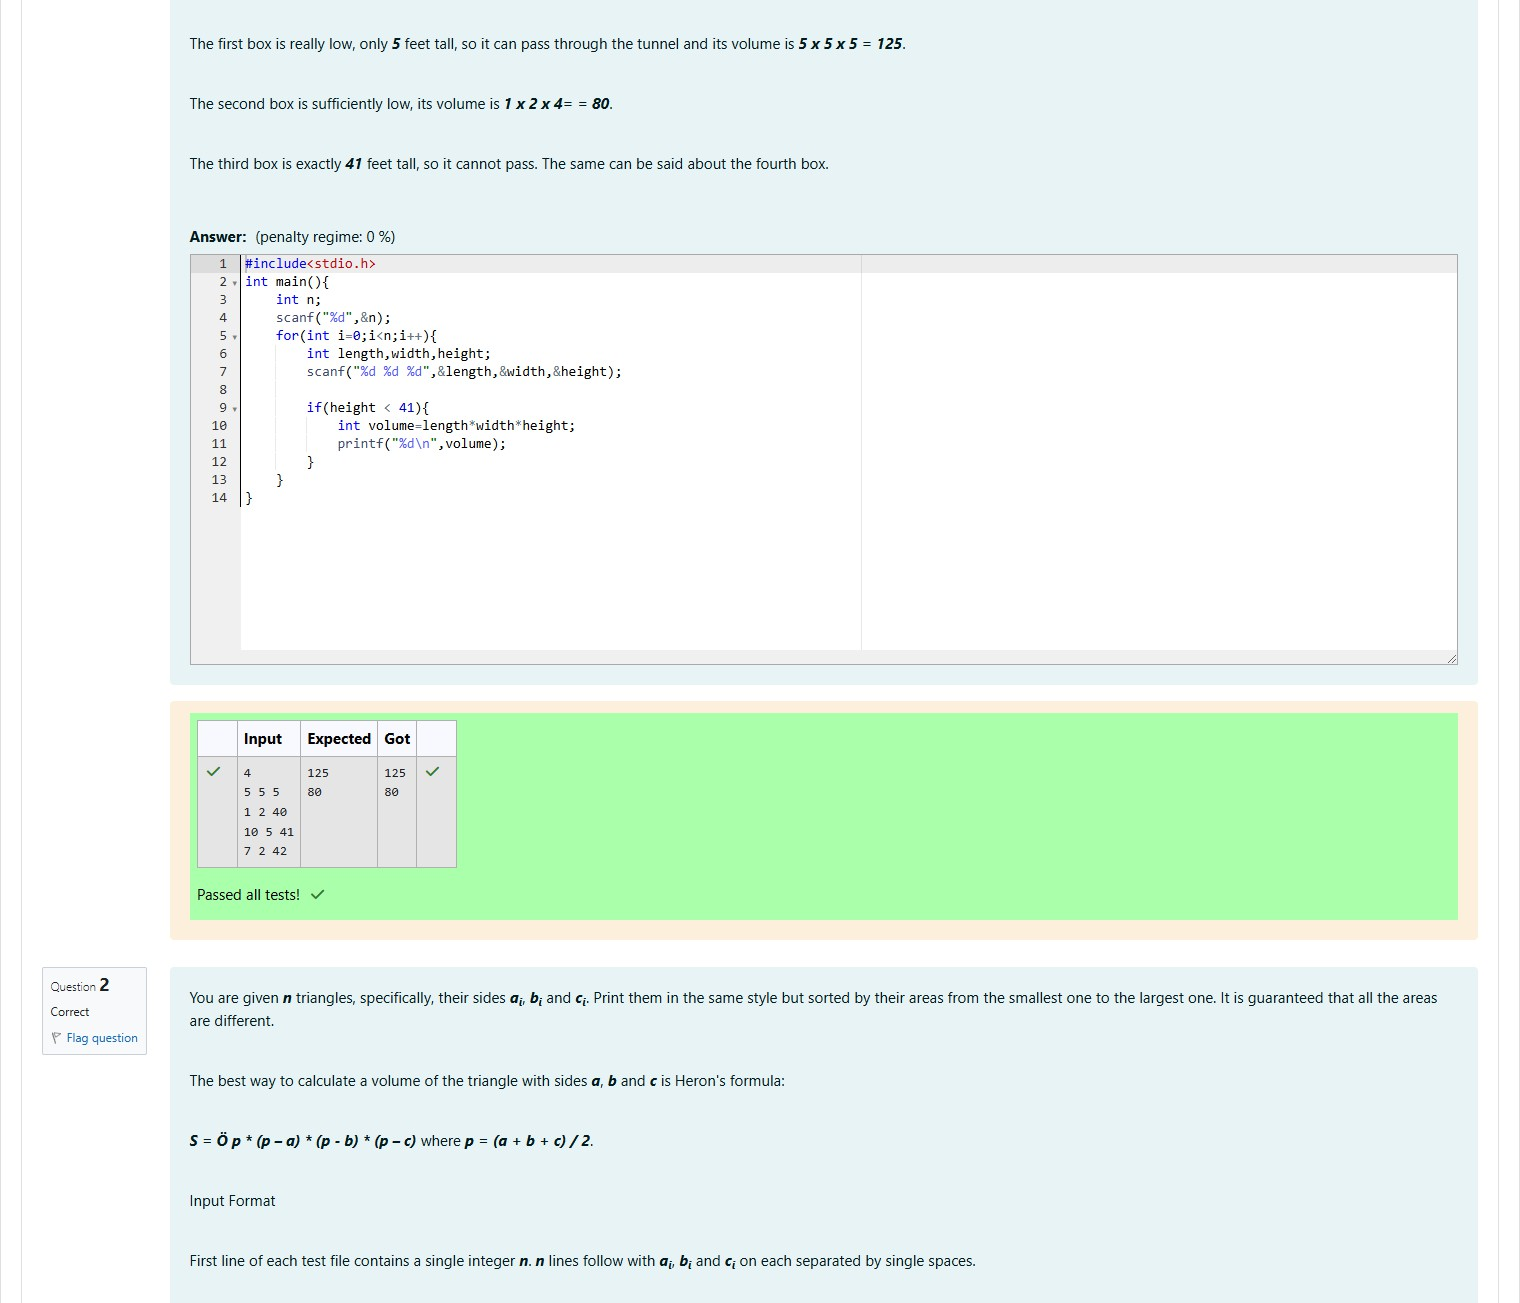 The first box is really low, only 5 feet tall, so it can pass through the tunnel and its volume is 5 x 5 x 5 = 125.
The second box is sufficiently low, its volume is 1 x 2 x 4= = 80.
The third box is exactly 41 feet tall, so it cannot pass. The same can be said about the fourth box.
Answer: (penalty regime: 0 %)
1 #include<stdio.h>
2 int main(){
3     int n;
4     scanf("%d",&n);
5     for(int i=0;i<n;i++){
6         int length,width,height;
7         scanf("%d %d %d",&length,&width,&height);
8
9         if(height < 41){
10             int volume=length*width*height;
11             printf("%d\n",volume);
12         }
13     }
14 }
Input Expected Got
4 125 125
5 5 5 80 80
1 2 40
10 5 41
7 2 42
Passed all tests!
Question 2
Correct
Flag question
You are given n triangles, specifically, their sides ai, bi and ci. Print them in the same style but sorted by their areas from the smallest one to the largest one. It is guaranteed that all the areas
are different.
The best way to calculate a volume of the triangle with sides a, b and c is Heron's formula:
S = Ö p * (p – a) * (p - b) * (p – c) where p = (a + b + c) / 2.
Input Format
First line of each test file contains a single integer n. n lines follow with ai, bi and ci on each separated by single spaces.